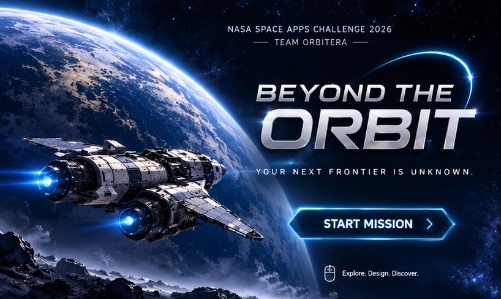 NASA SPACE APPS CHALLENGE 2026
TEAM ORBITERA
BEYOND THE
ORBIT
YOUR NEXT FRONTIER IS UNKNOWN.
START MISSION
Explore. Design. Discover.